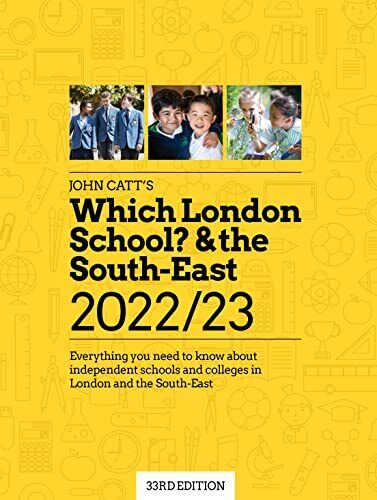 JOHN CATT'S
Which London
School? & the
South-East
2022/23
Everything you need to know about
independent schools and colleges in
London and the South-East
33RD EDITION